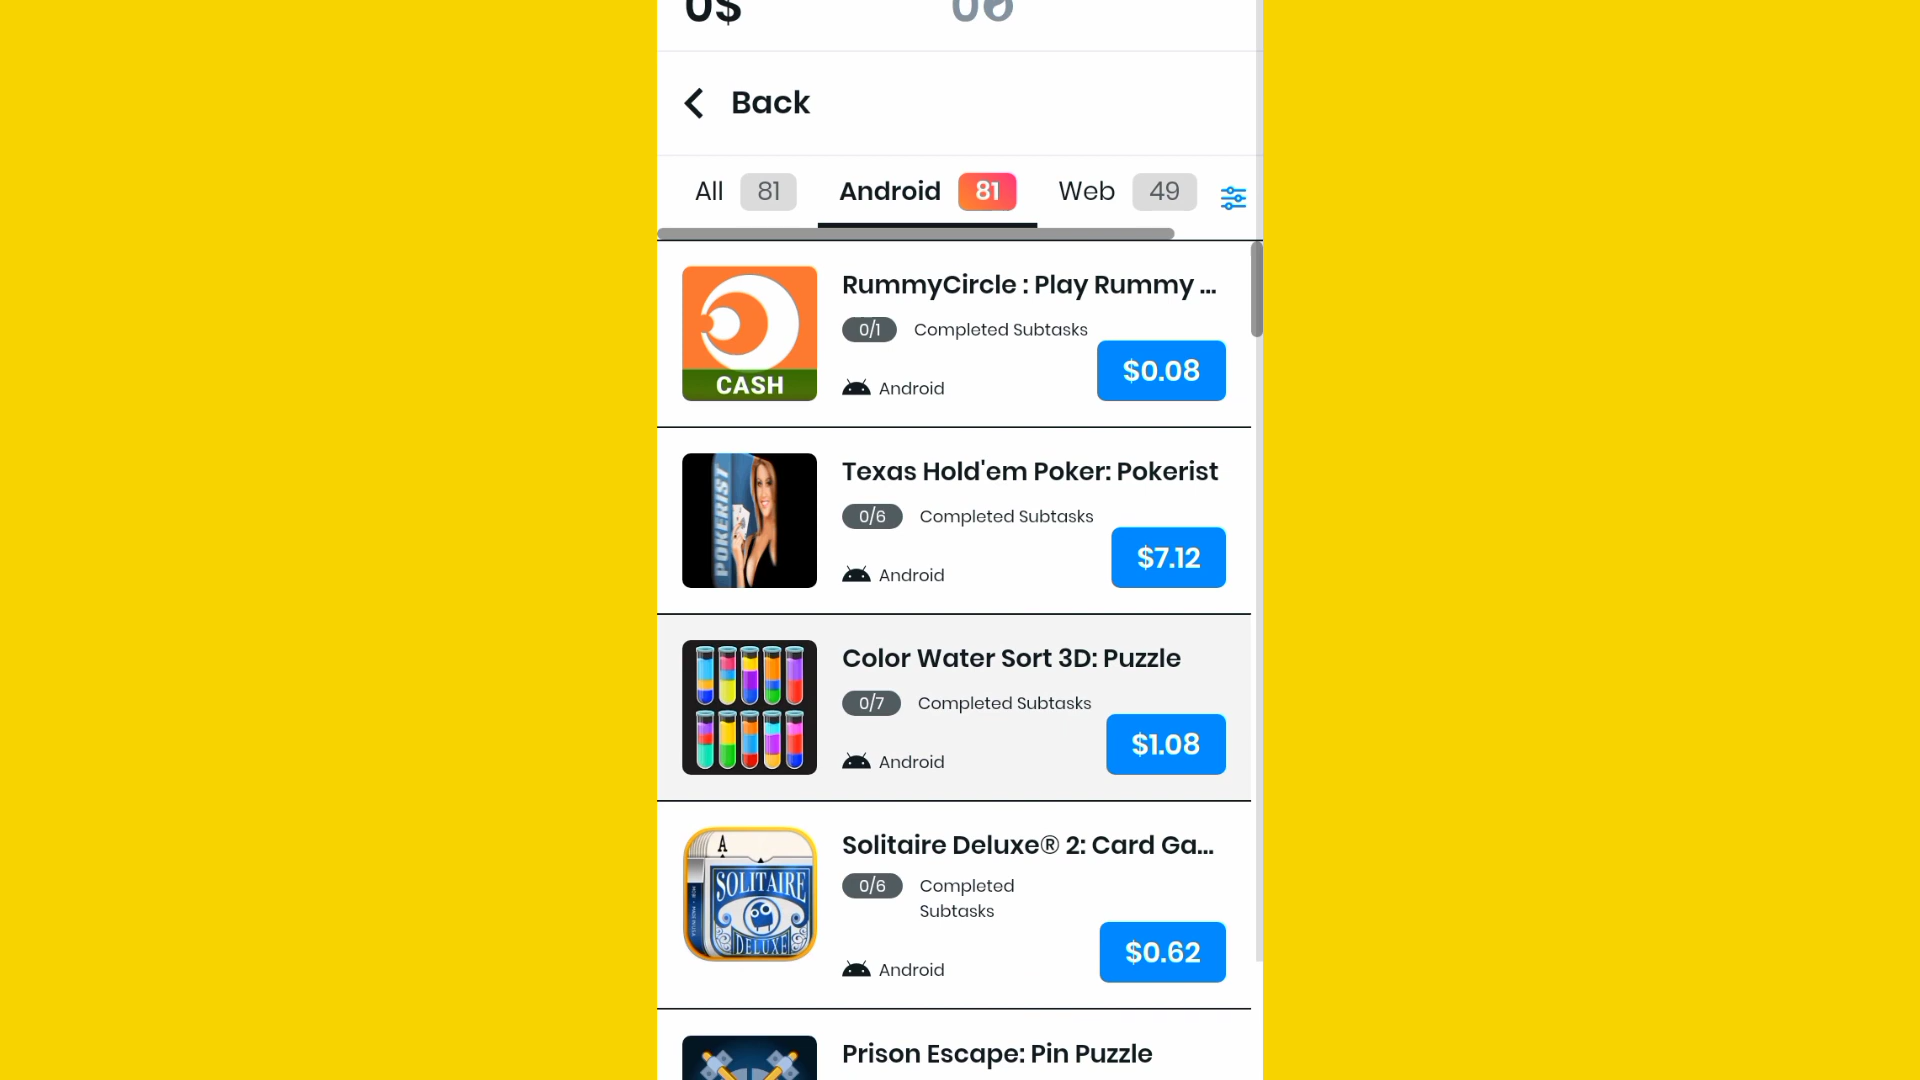 0$
Back
All 81 Android 81 Web 49
RummyCircle : Play Rummy ...
0/1 Completed Subtasks
$0.08
Android
CASH
Texas Hold'em Poker: Pokerist
0/6 Completed Subtasks
$7.12
Android
POKERIST
Color Water Sort 3D: Puzzle
0/7 Completed Subtasks
$1.08
Android
Solitaire Deluxe® 2: Card Ga...
0/6 Completed
Subtasks
$0.62
Android
A
SOLITAIRE
DELUXE
Prison Escape: Pin Puzzle